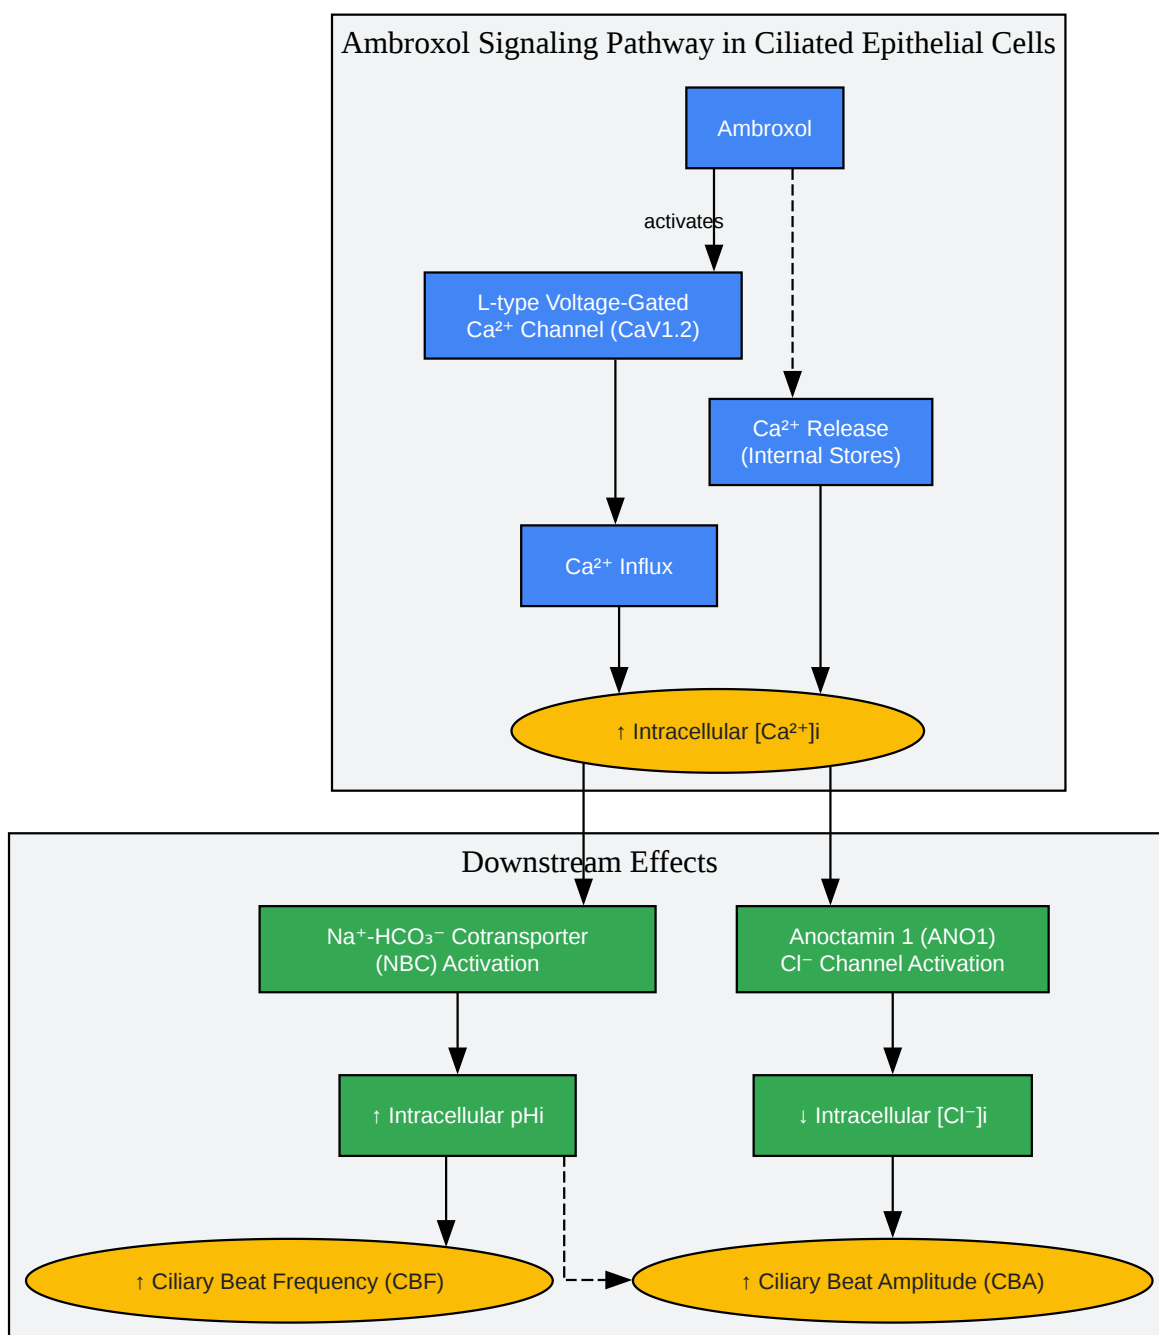 Ambroxol Signaling Pathway in Ciliated Epithelial Cells
Ambroxol
activates
L-type Voltage-Gated
Ca²⁺ Channel (CaV1.2)
Ca²⁺ Release
(Internal Stores)
Ca²⁺ Influx
↑ Intracellular [Ca²⁺]i
Downstream Effects
Na⁺-HCO₃⁻ Cotransporter
(NBC) Activation
Anoctamin 1 (ANO1)
Cl⁻ Channel Activation
↑ Intracellular pHi
↓ Intracellular [Cl⁻]i
↑ Ciliary Beat Frequency (CBF)
↑ Ciliary Beat Amplitude (CBA)